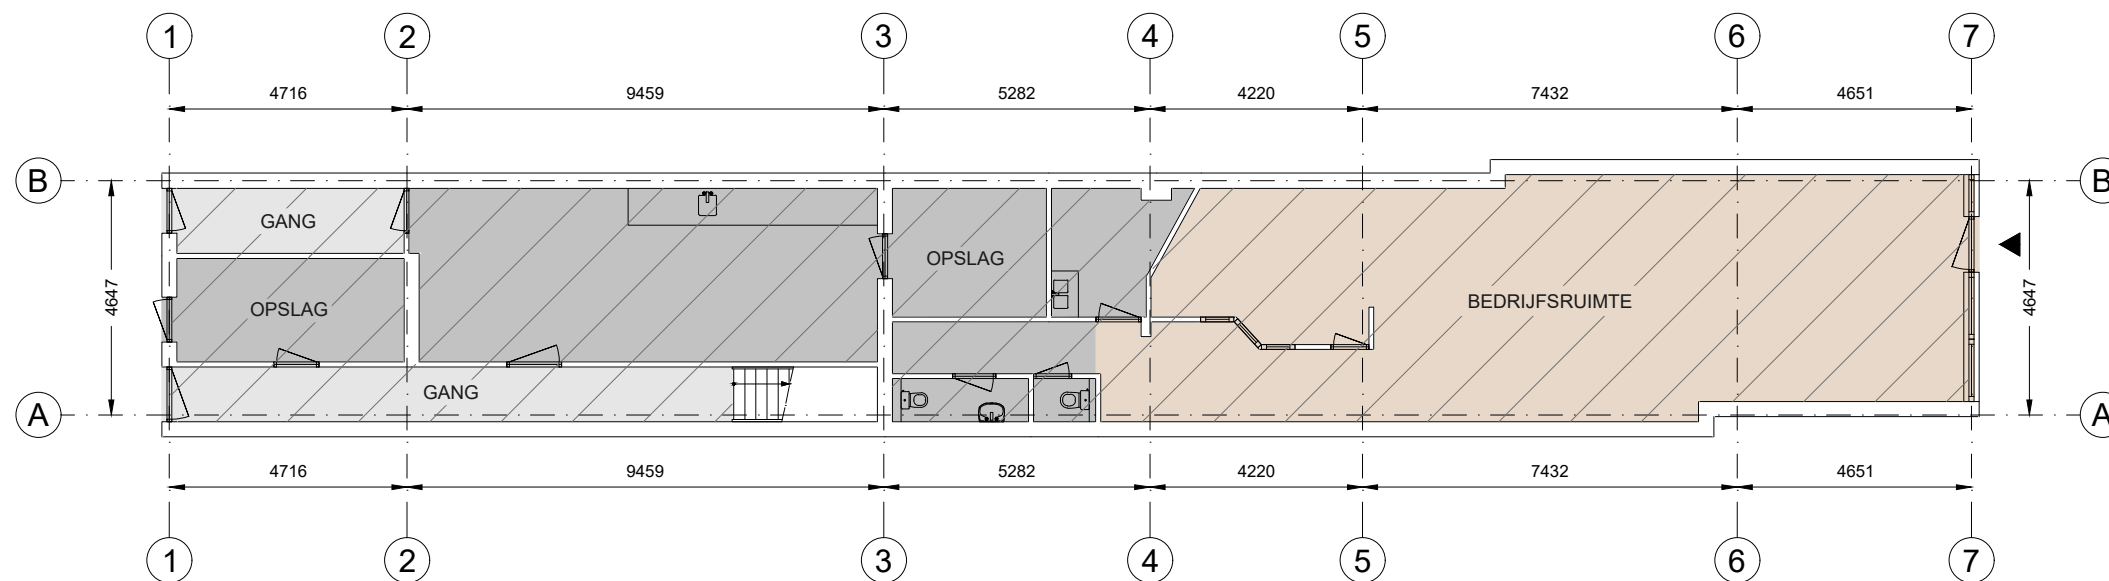 1 2 3 4 5 6 7
4716 9459 5282 4220 7432 4651
B B
GANG
OPSLAG
4647 4647
BEDRIJFSRUIMTE
OPSLAG
GANG
A A
4716 9459 5282 4220 7432 4651
1 2 3 4 5 6 7